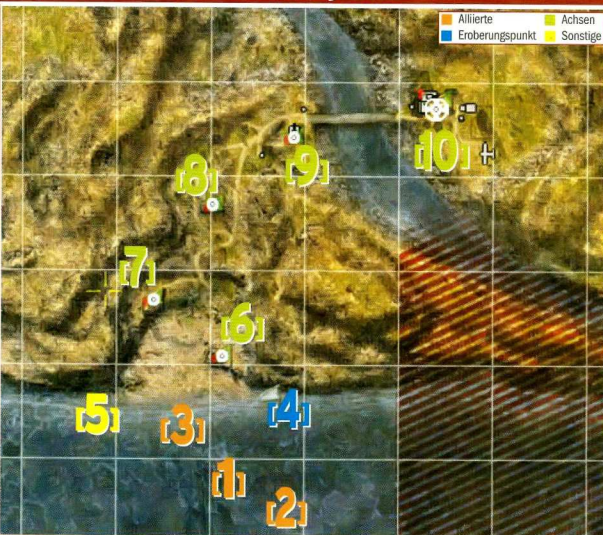 Alliierte
Achsen
Eroberungspunkt
Sonstige
[10]
[9]
[8]
[7]
[6]
[5]
[3]
[4]
[1]
[2]